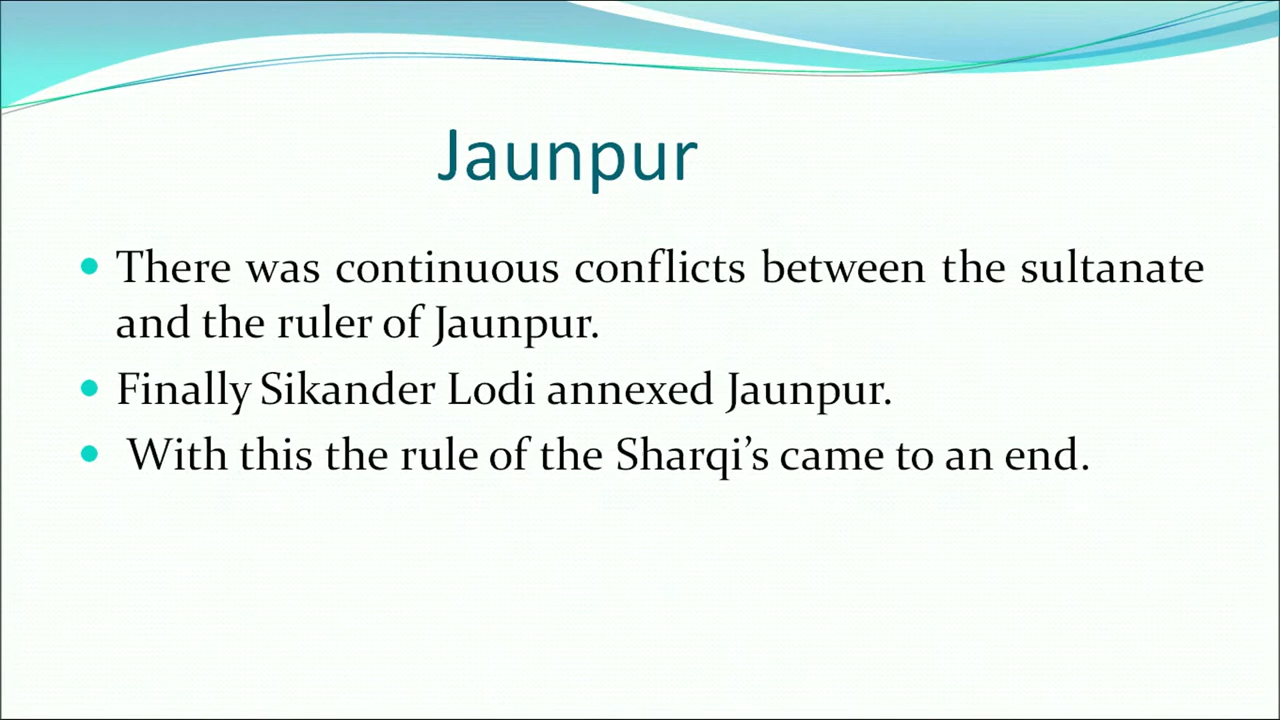 Jaunpur
There was continuous conflicts between the sultanate
and the ruler of Jaunpur.
Finally Sikander Lodi annexed Jaunpur.
With this the rule of the Sharqi’s came to an end.